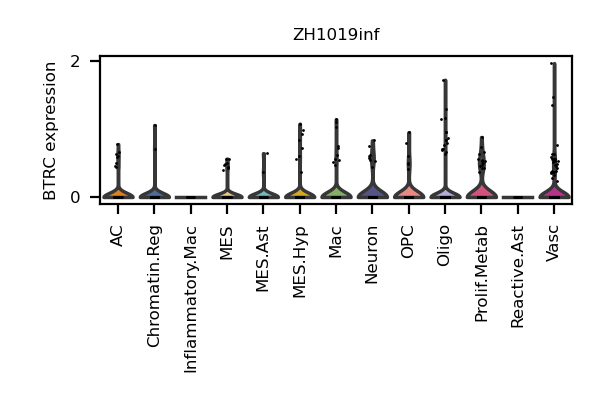 ZH1019inf
BTRC expression
2
0
AC
Chromatin.Reg
Inflammatory.Mac
MES
MES.Ast
MES.Hyp
Mac
Neuron
OPC
Oligo
Prolif.Metab
Reactive.Ast
Vasc